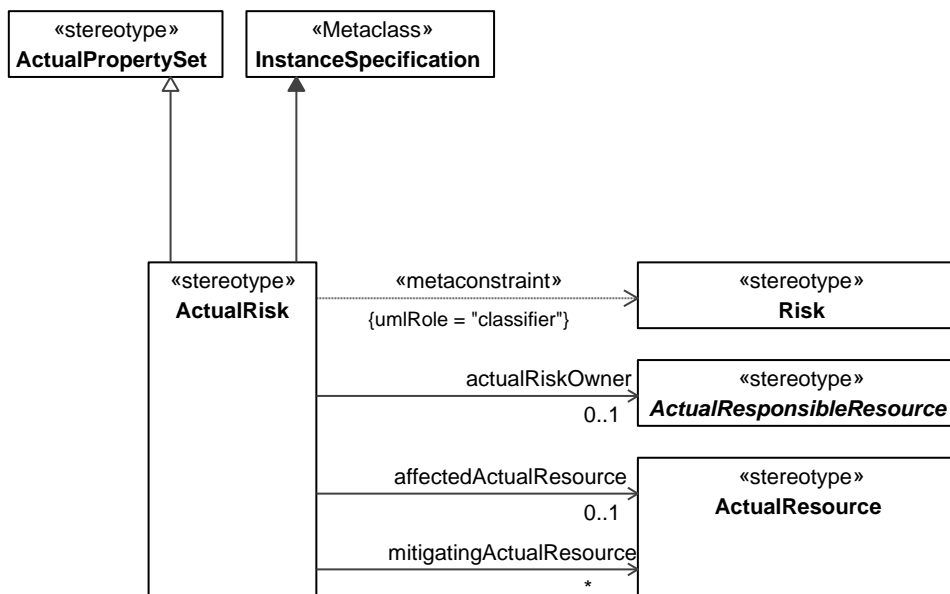 «stereotype»
ActualPropertySet
«Metaclass»
InstanceSpecification
«stereotype»
ActualRisk
«metaconstraint»
{umlRole = "classifier"}
«stereotype»
Risk
actualRiskOwner
0..1
«stereotype»
ActualResponsibleResource
affectedActualResource
0..1
«stereotype»
ActualResource
mitigatingActualResource
*